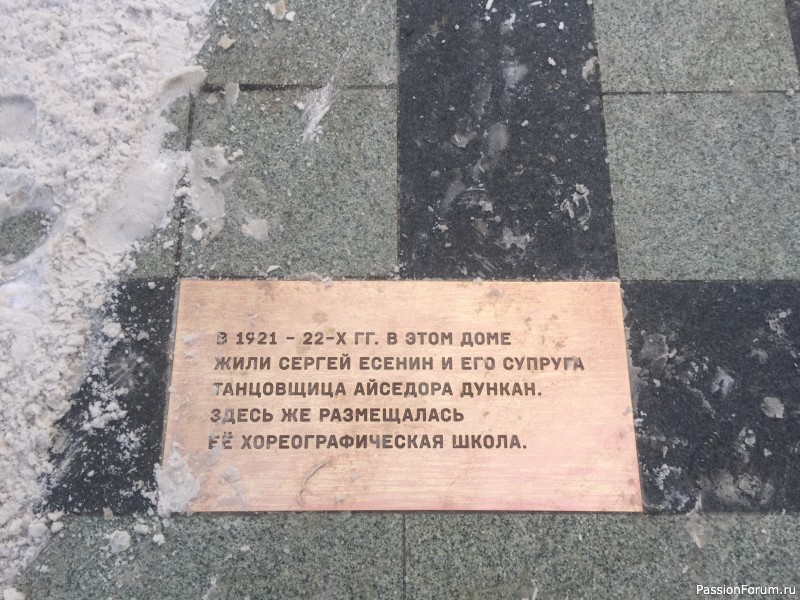 В 1921 - 22-Х ГГ. В ЭТОМ ДОМЕ
ЖИЛИ СЕРГЕЙ ЕСЕНИН И ЕГО СУПРУГА
ТАНЦОВЩИЦА АЙСЕДОРА ДУНКАН.
ЗДЕСЬ ЖЕ РАЗМЕЩАЛАСЬ
ЕЁ ХОРЕОГРАФИЧЕСКАЯ ШКОЛА.
PassionForum.ru